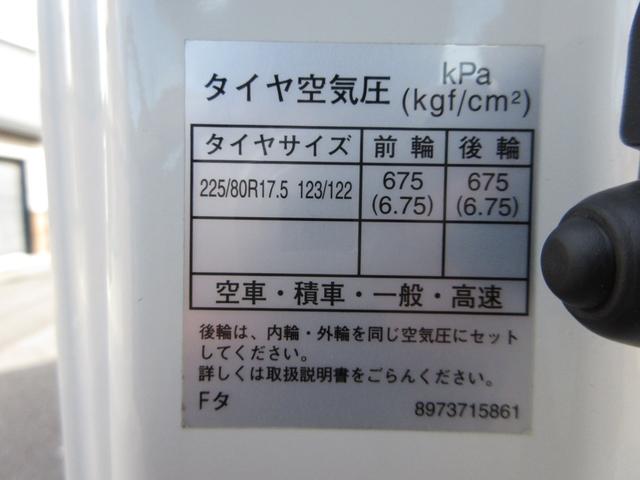 タイヤ空気圧 kPa (kgf/cm²)
タイヤサイズ 前輪 後輪
225/80R17.5 123/122 675 (6.75) 675 (6.75)
空車・積車・一般・高速
後輪は、内輪・外輪を同じ空気圧にセット
してください。
詳しくは取扱説明書をごらんください。
Fタ 8973715861